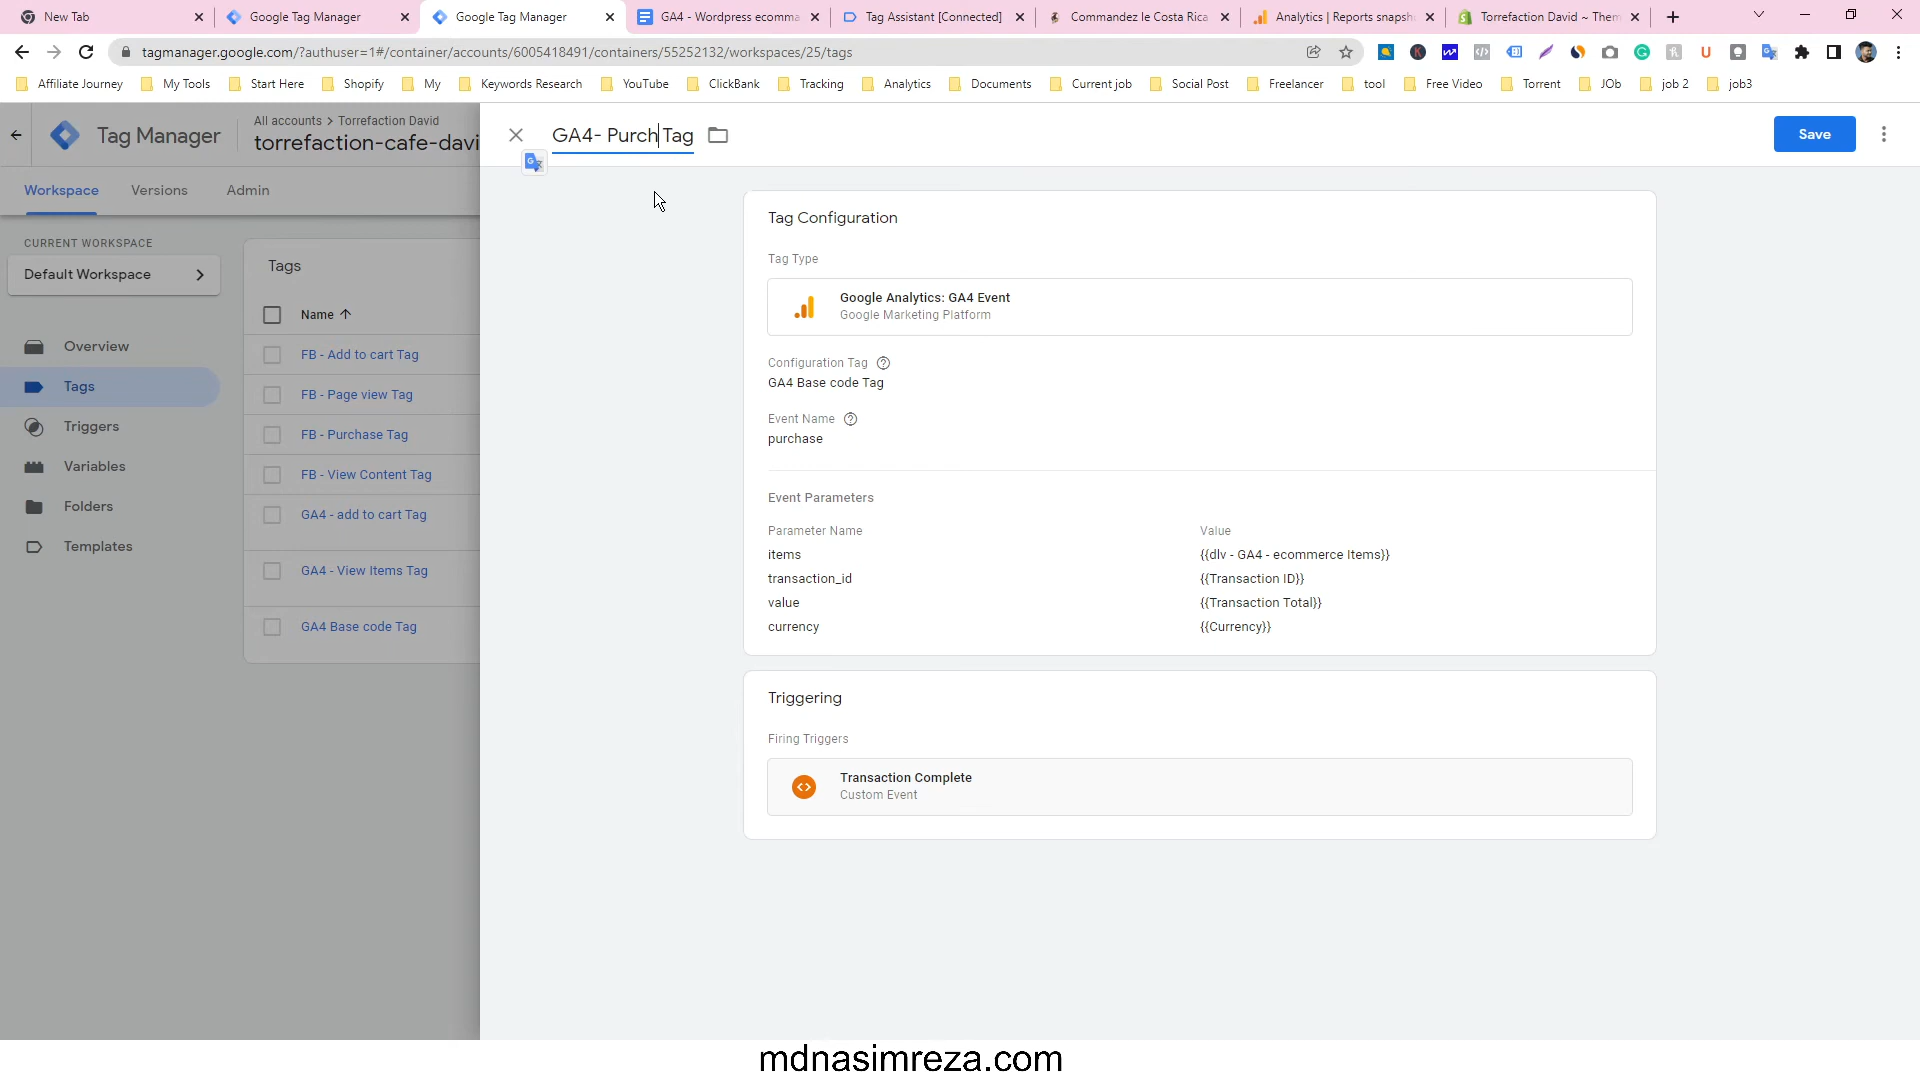 New Tab
Google Tag Manager
Google Tag Manager
GA4 - Wordpress ecomma
Tag Assistant [Connected]
Commandez le Costa Rica
Analytics | Reports snapsh
Torrefaction David ~ Them
tagmanager.google.com/?authuser=1#/container/accounts/6005418491/containers/55252132/workspaces/25/tags
Affiliate Journey
My Tools
Start Here
Shopify
My
Keywords Research
YouTube
ClickBank
Tracking
Analytics
Documents
Current job
Social Post
Freelancer
tool
Free Video
Torrent
JOb
job 2
job3
Tag Manager
All accounts > Torrefaction David
torrefaction-cafe-davi
GA4- Purch Tag
Save
Workspace
Versions
Admin
CURRENT WORKSPACE
Default Workspace
Overview
Tags
Triggers
Variables
Folders
Templates
Tags
Name
FB - Add to cart Tag
FB - Page view Tag
FB - Purchase Tag
FB - View Content Tag
GA4 - add to cart Tag
GA4 - View Items Tag
GA4 Base code Tag
Tag Configuration
Tag Type
Google Analytics: GA4 Event
Google Marketing Platform
Configuration Tag
GA4 Base code Tag
Event Name
purchase
Event Parameters
Parameter Name
Value
items
{{dlv - GA4 - ecommerce Items}}
transaction_id
{{Transaction ID}}
value
{{Transaction Total}}
currency
{{Currency}}
Triggering
Firing Triggers
Transaction Complete
Custom Event
mdnasimreza.com